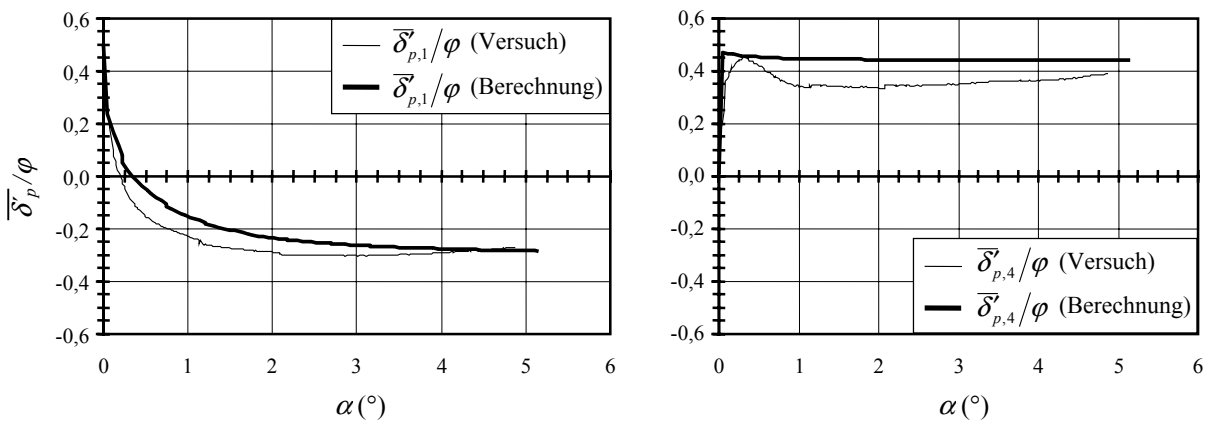 0,6
0,4
0,2
0,0
-0,2
-0,4
-0,6
δ̅′p/φ
δ̅′p,1/φ (Versuch)
δ̅′p,1/φ (Berechnung)
0 1 2 3 4 5 6
α (°)
0,6
0,4
0,2
0,0
-0,2
-0,4
-0,6
δ̅′p,4/φ (Versuch)
δ̅′p,4/φ (Berechnung)
0 1 2 3 4 5 6
α (°)